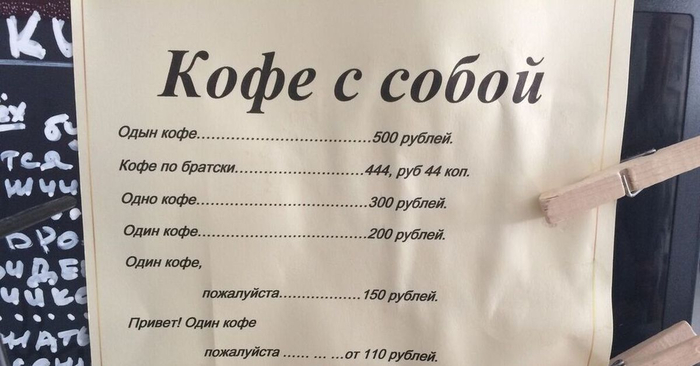 Кофе с собой
Одын кофе.......................................500 рублей.
Кофе по братски.............................444, руб 44 коп.
Одно кофе.......................................300 рублей.
Один кофе.......................................200 рублей.
Один кофе,
пожалуйста..................150 рублей.
Привет! Один кофе
пожалуйста ...... ... ...от 110 рублей.